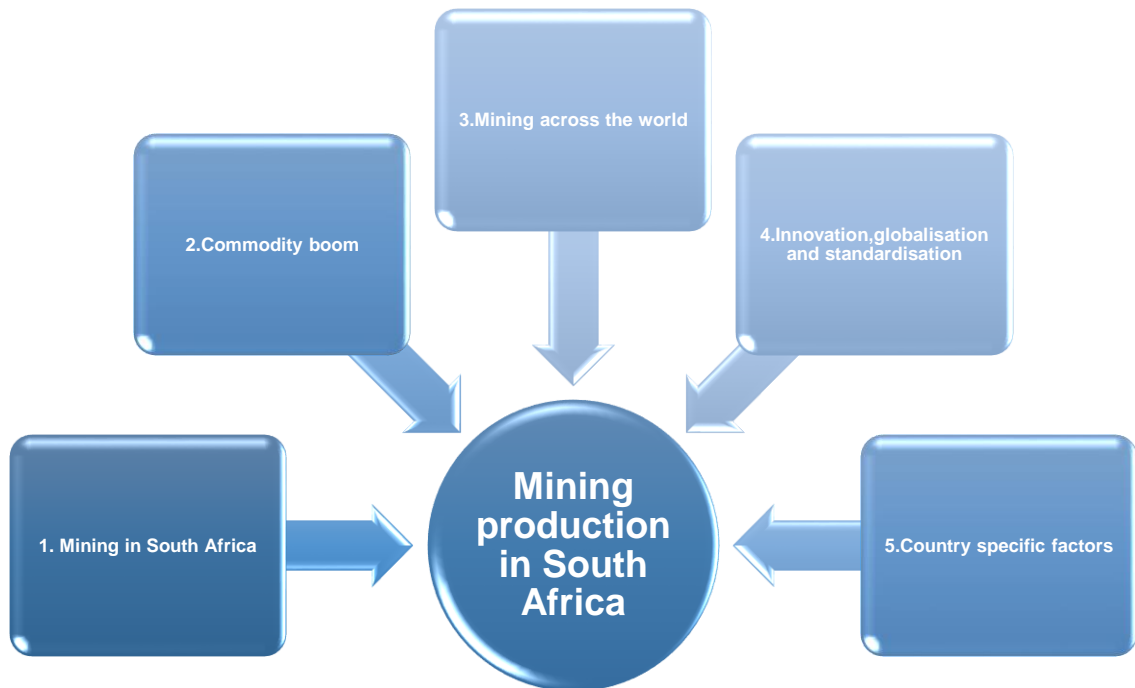 1. Mining in South Africa
2.Commodity boom
3.Mining across the world
4.Innovation,globalisation
and standardisation
5.Country specific factors
Mining
production
in South
Africa